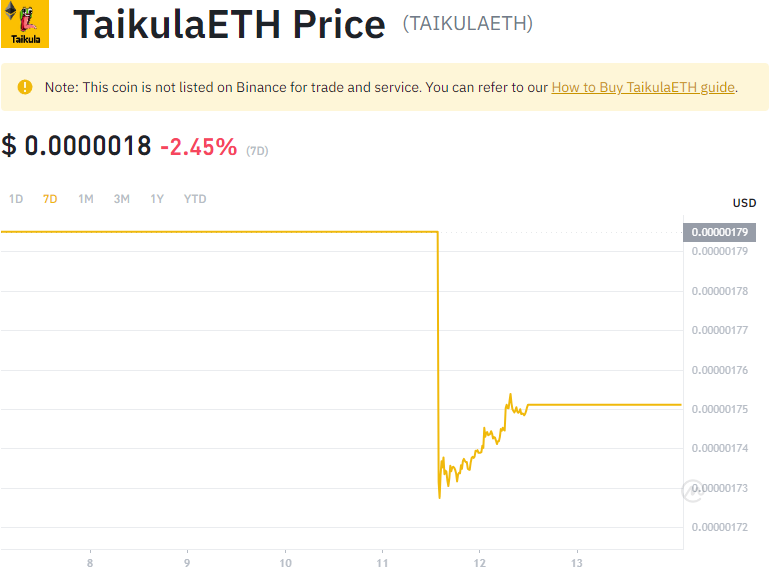 Taikula
TaikulaETH Price (TAIKULAETH)
Note: This coin is not listed on Binance for trade and service. You can refer to our How to Buy TaikulaETH guide.
$ 0.0000018 -2.45% (7D)
1D 7D 1M 3M 1Y YTD
USD
0.00000179
0.00000179
0.00000178
0.00000177
0.00000176
0.00000175
0.00000174
0.00000173
0.00000172
8 9 10 11 12 13